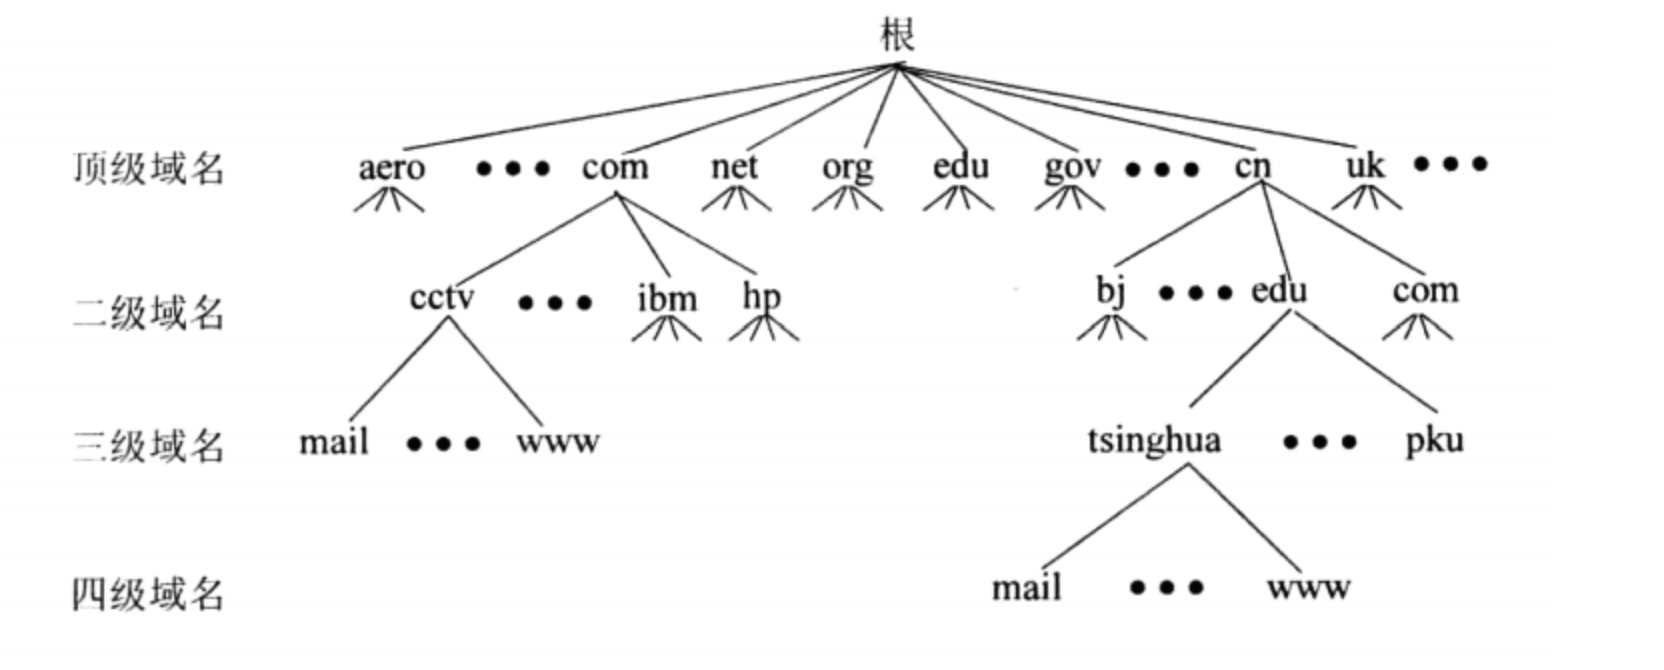 根
顶级域名 aero ••• com net org edu gov ••• cn uk •••
二级域名 cctv ••• ibm hp bj ••• edu com
三级域名 mail ••• www tsinghua ••• pku
四级域名 mail ••• www